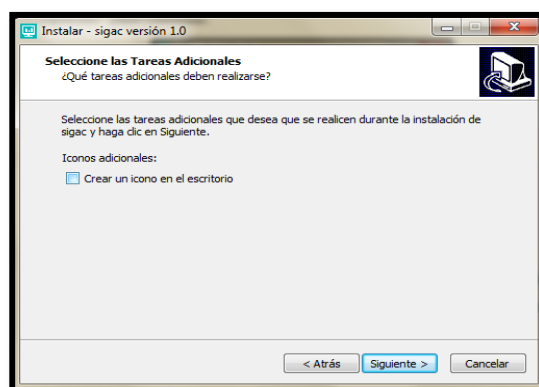 Instalar - sigac versión 1.0
Seleccione las Tareas Adicionales
¿Qué tareas adicionales deben realizarse?
Seleccione las tareas adicionales que desea que se realicen durante la instalación de
sigac y haga clic en Siguiente.
Iconos adicionales:
Crear un icono en el escritorio
< Atrás Siguiente > Cancelar